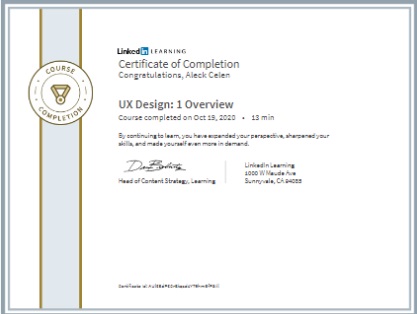 LinkedIn LEARNING
Certificate of Completion
Congratulations, Aleck Celen
COURSE
COMPLETION
UX Design: 1 Overview
Course completed on Oct 15, 2020 • 13 min
By continuing to learn, you have expanded your perspective, sharpened your
skills, and made yourself even more in demand.
Head of Content Strategy, Learning
LinkedIn Learning
1000 W Maude Ave
Sunnyvale, CA 94085
Certificate Id: